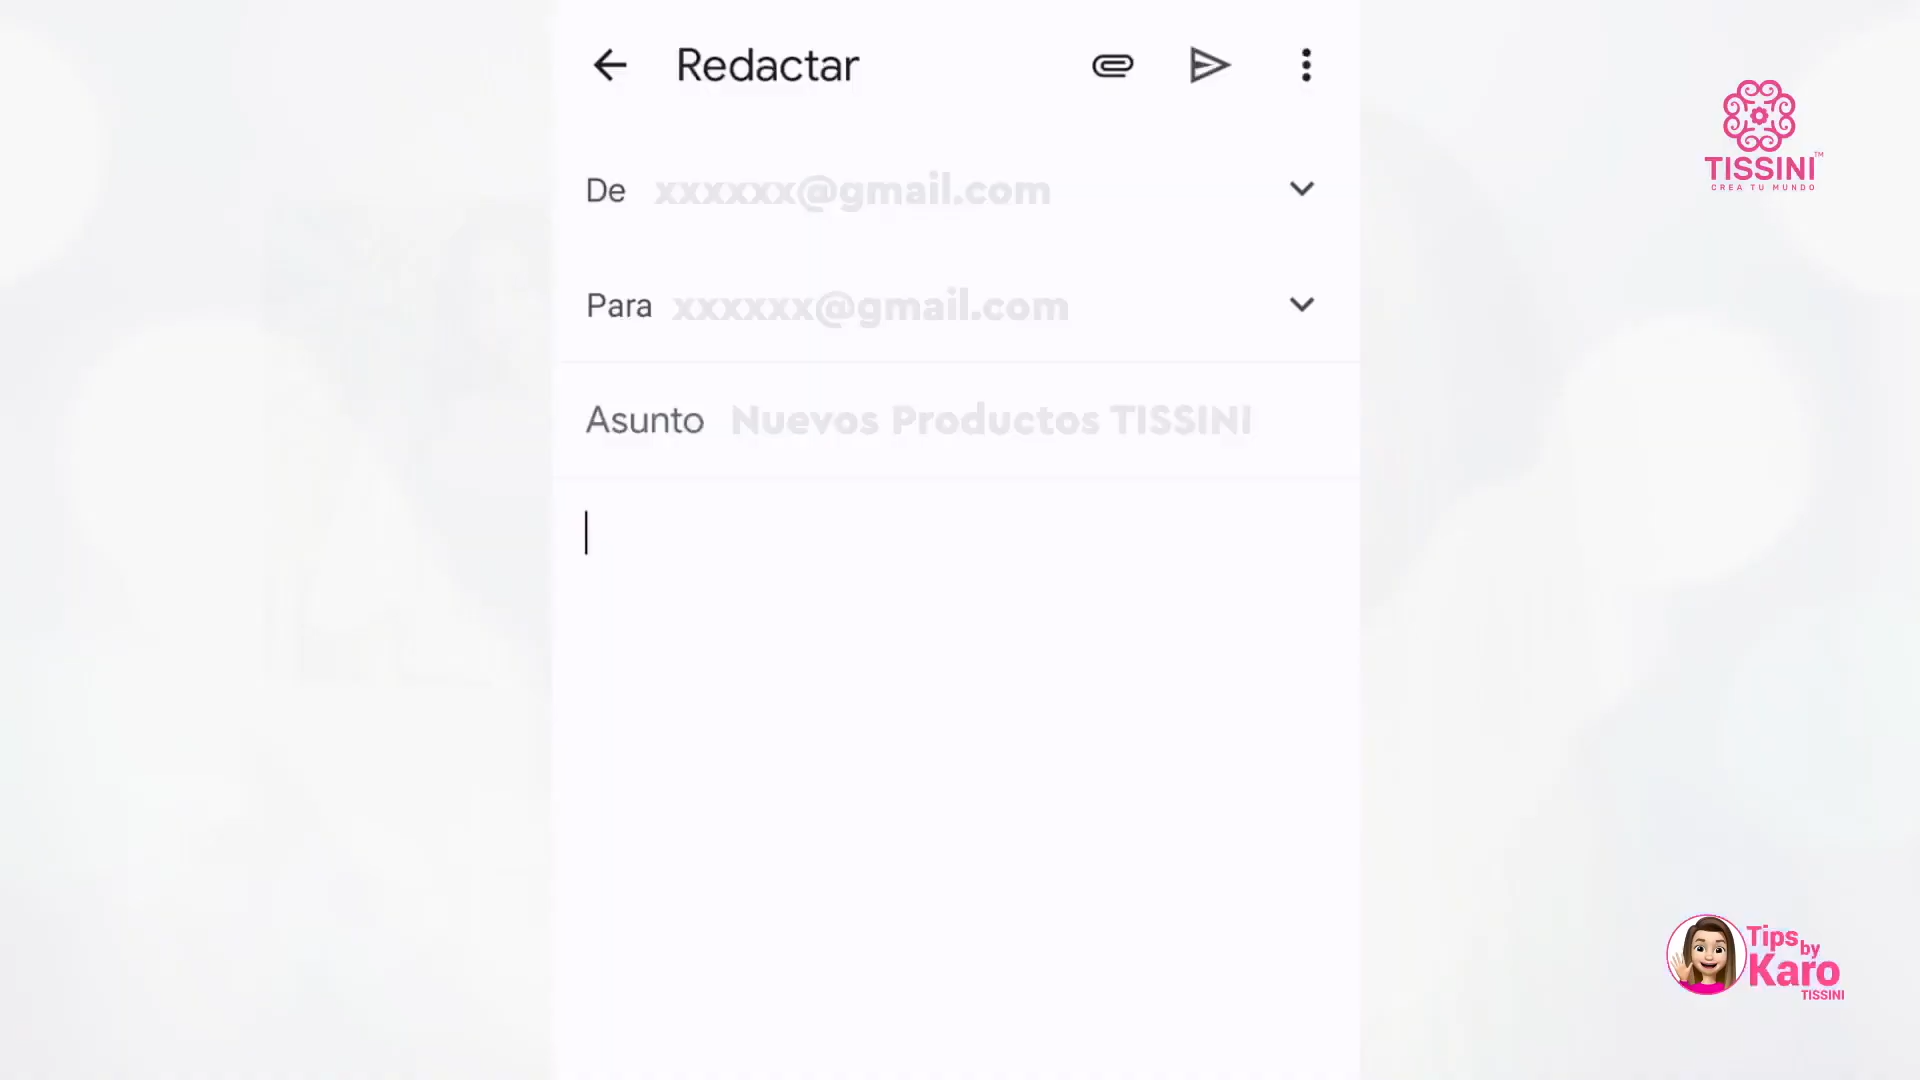 Redactar
De xxxxxx@gmail.com
Para xxxxxx@gmail.com
Asunto Nuevos Productos TISSINI
TISSINI™
CREA TU MUNDO
Tips by
Karo
TISSINI